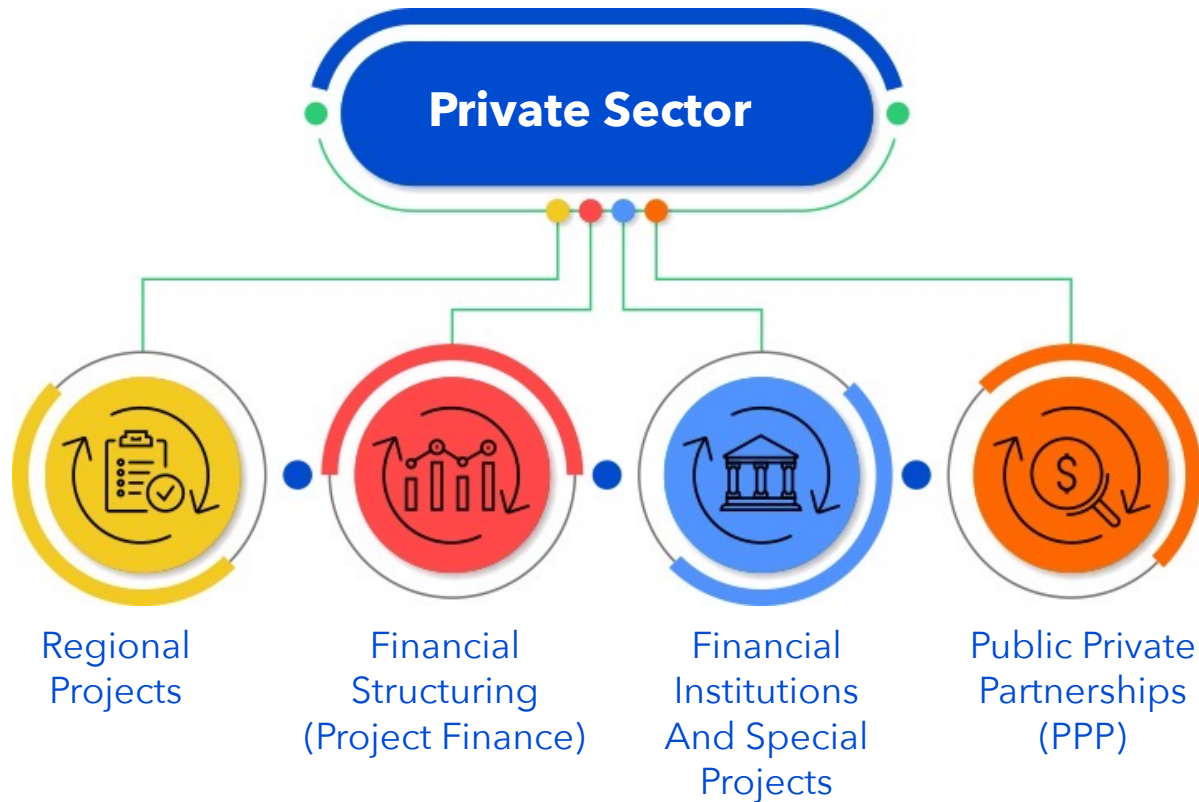 Private Sector
Regional
Projects
Financial
Structuring
(Project Finance)
Financial
Institutions
And Special
Projects
Public Private
Partnerships
(PPP)
$